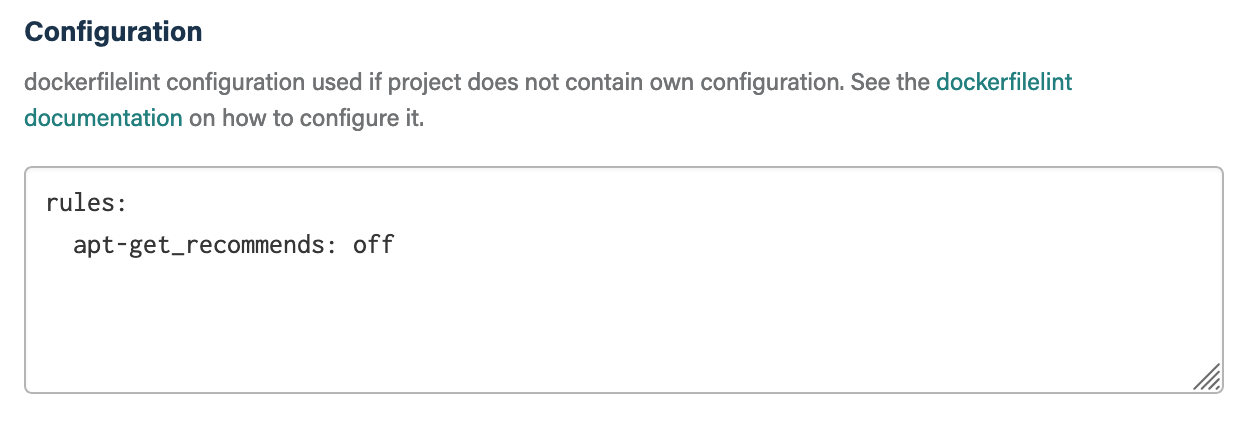 Configuration
dockerfilelint configuration used if project does not contain own configuration. See the dockerfilelint
documentation on how to configure it.
rules:
  apt-get_recommends: off